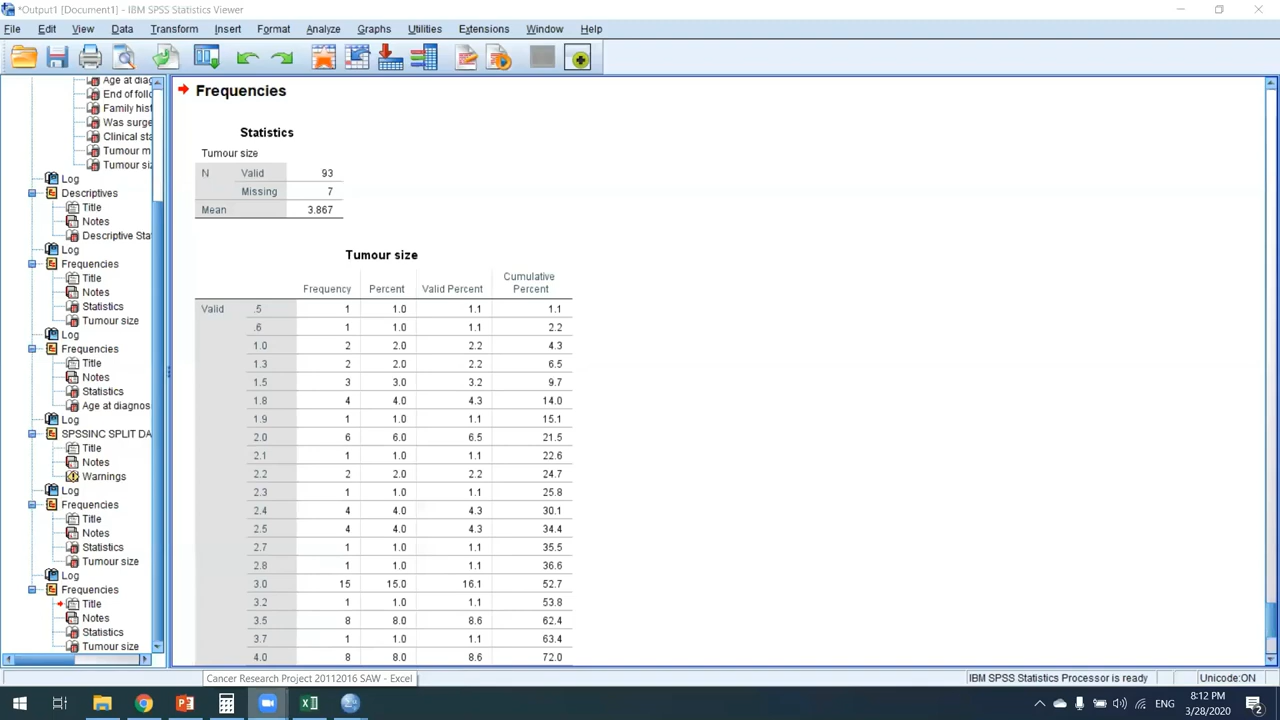 *Output1 [Document1] - IBM SPSS Statistics Viewer
File Edit View Data Transform Insert Format Analyze Graphs Utilities Extensions Window Help
Age at diag
End of follo
Family hist
Was surge
Clinical sta
Tumour m
Tumour siz
Log
Descriptives
Title
Notes
Descriptive Sta
Log
Frequencies
Title
Notes
Statistics
Tumour size
Log
Frequencies
Title
Notes
Statistics
Age at diagnos
Log
SPSSINC SPLIT DA
Title
Notes
Warnings
Log
Frequencies
Title
Notes
Statistics
Tumour size
Log
Frequencies
Title
Notes
Statistics
Tumour size
Frequencies
Statistics
Tumour size
N Valid 93
Missing 7
Mean 3.867
Tumour size
Frequency Percent Valid Percent Cumulative Percent
Valid .5 1 1.0 1.1 1.1
.6 1 1.0 1.1 2.2
1.0 2 2.0 2.2 4.3
1.3 2 2.0 2.2 6.5
1.5 3 3.0 3.2 9.7
1.8 4 4.0 4.3 14.0
1.9 1 1.0 1.1 15.1
2.0 6 6.0 6.5 21.5
2.1 1 1.0 1.1 22.6
2.2 2 2.0 2.2 24.7
2.3 1 1.0 1.1 25.8
2.4 4 4.0 4.3 30.1
2.5 4 4.0 4.3 34.4
2.7 1 1.0 1.1 35.5
2.8 1 1.0 1.1 36.6
3.0 15 15.0 16.1 52.7
3.2 1 1.0 1.1 53.8
3.5 8 8.0 8.6 62.4
3.7 1 1.0 1.1 63.4
4.0 8 8.0 8.6 72.0
Cancer Research Project 20112016 SAW - Excel
IBM SPSS Statistics Processor is ready
Unicode:ON
ENG
8:12 PM
3/28/2020
2